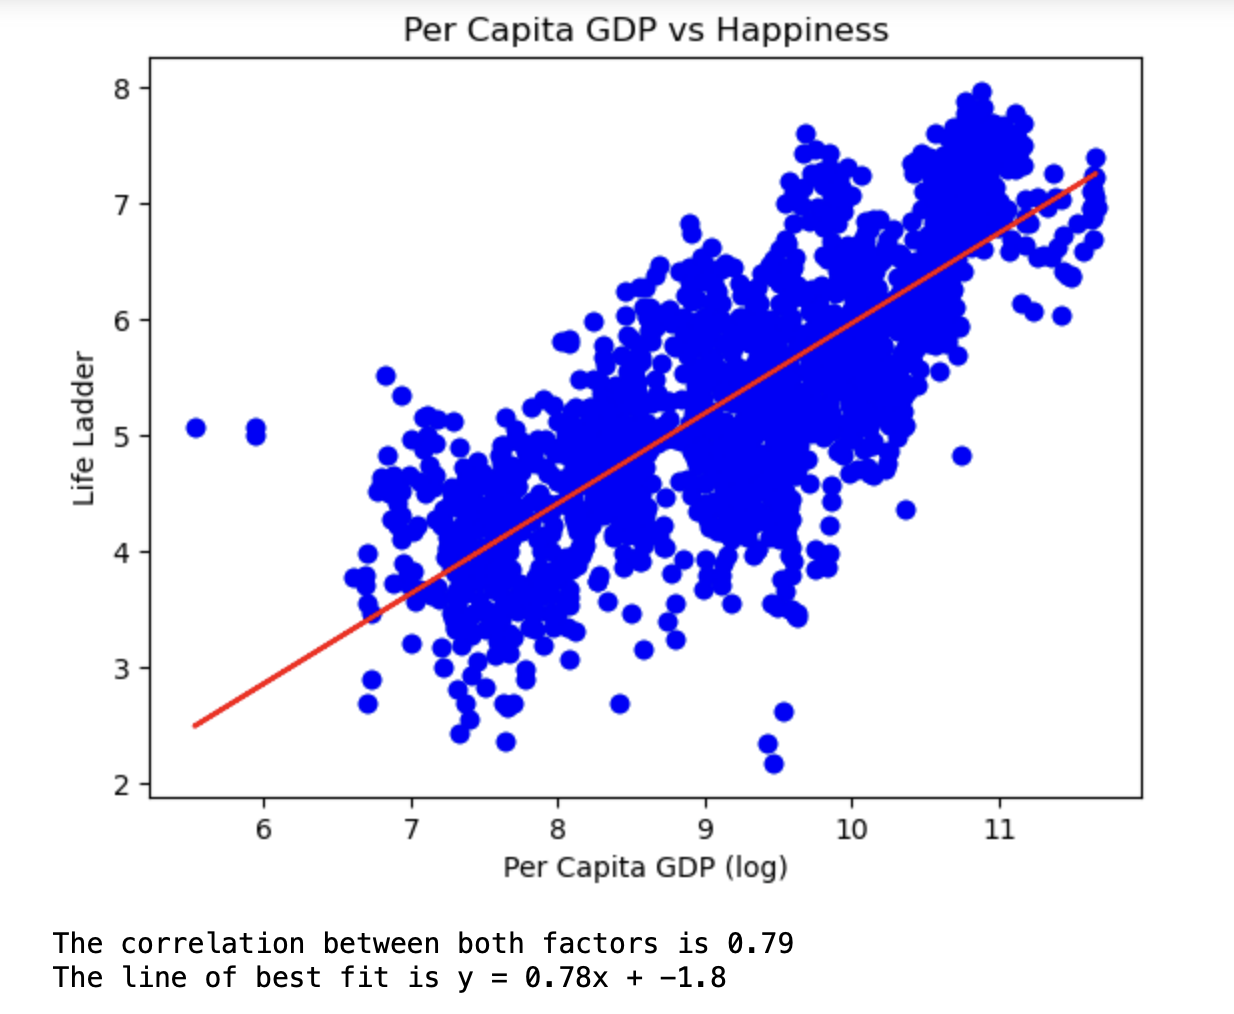 Per Capita GDP vs Happiness
8
7
6
5
4
3
2
Life Ladder
6 7 8 9 10 11
Per Capita GDP (log)
The correlation between both factors is 0.79
The line of best fit is y = 0.78x + -1.8